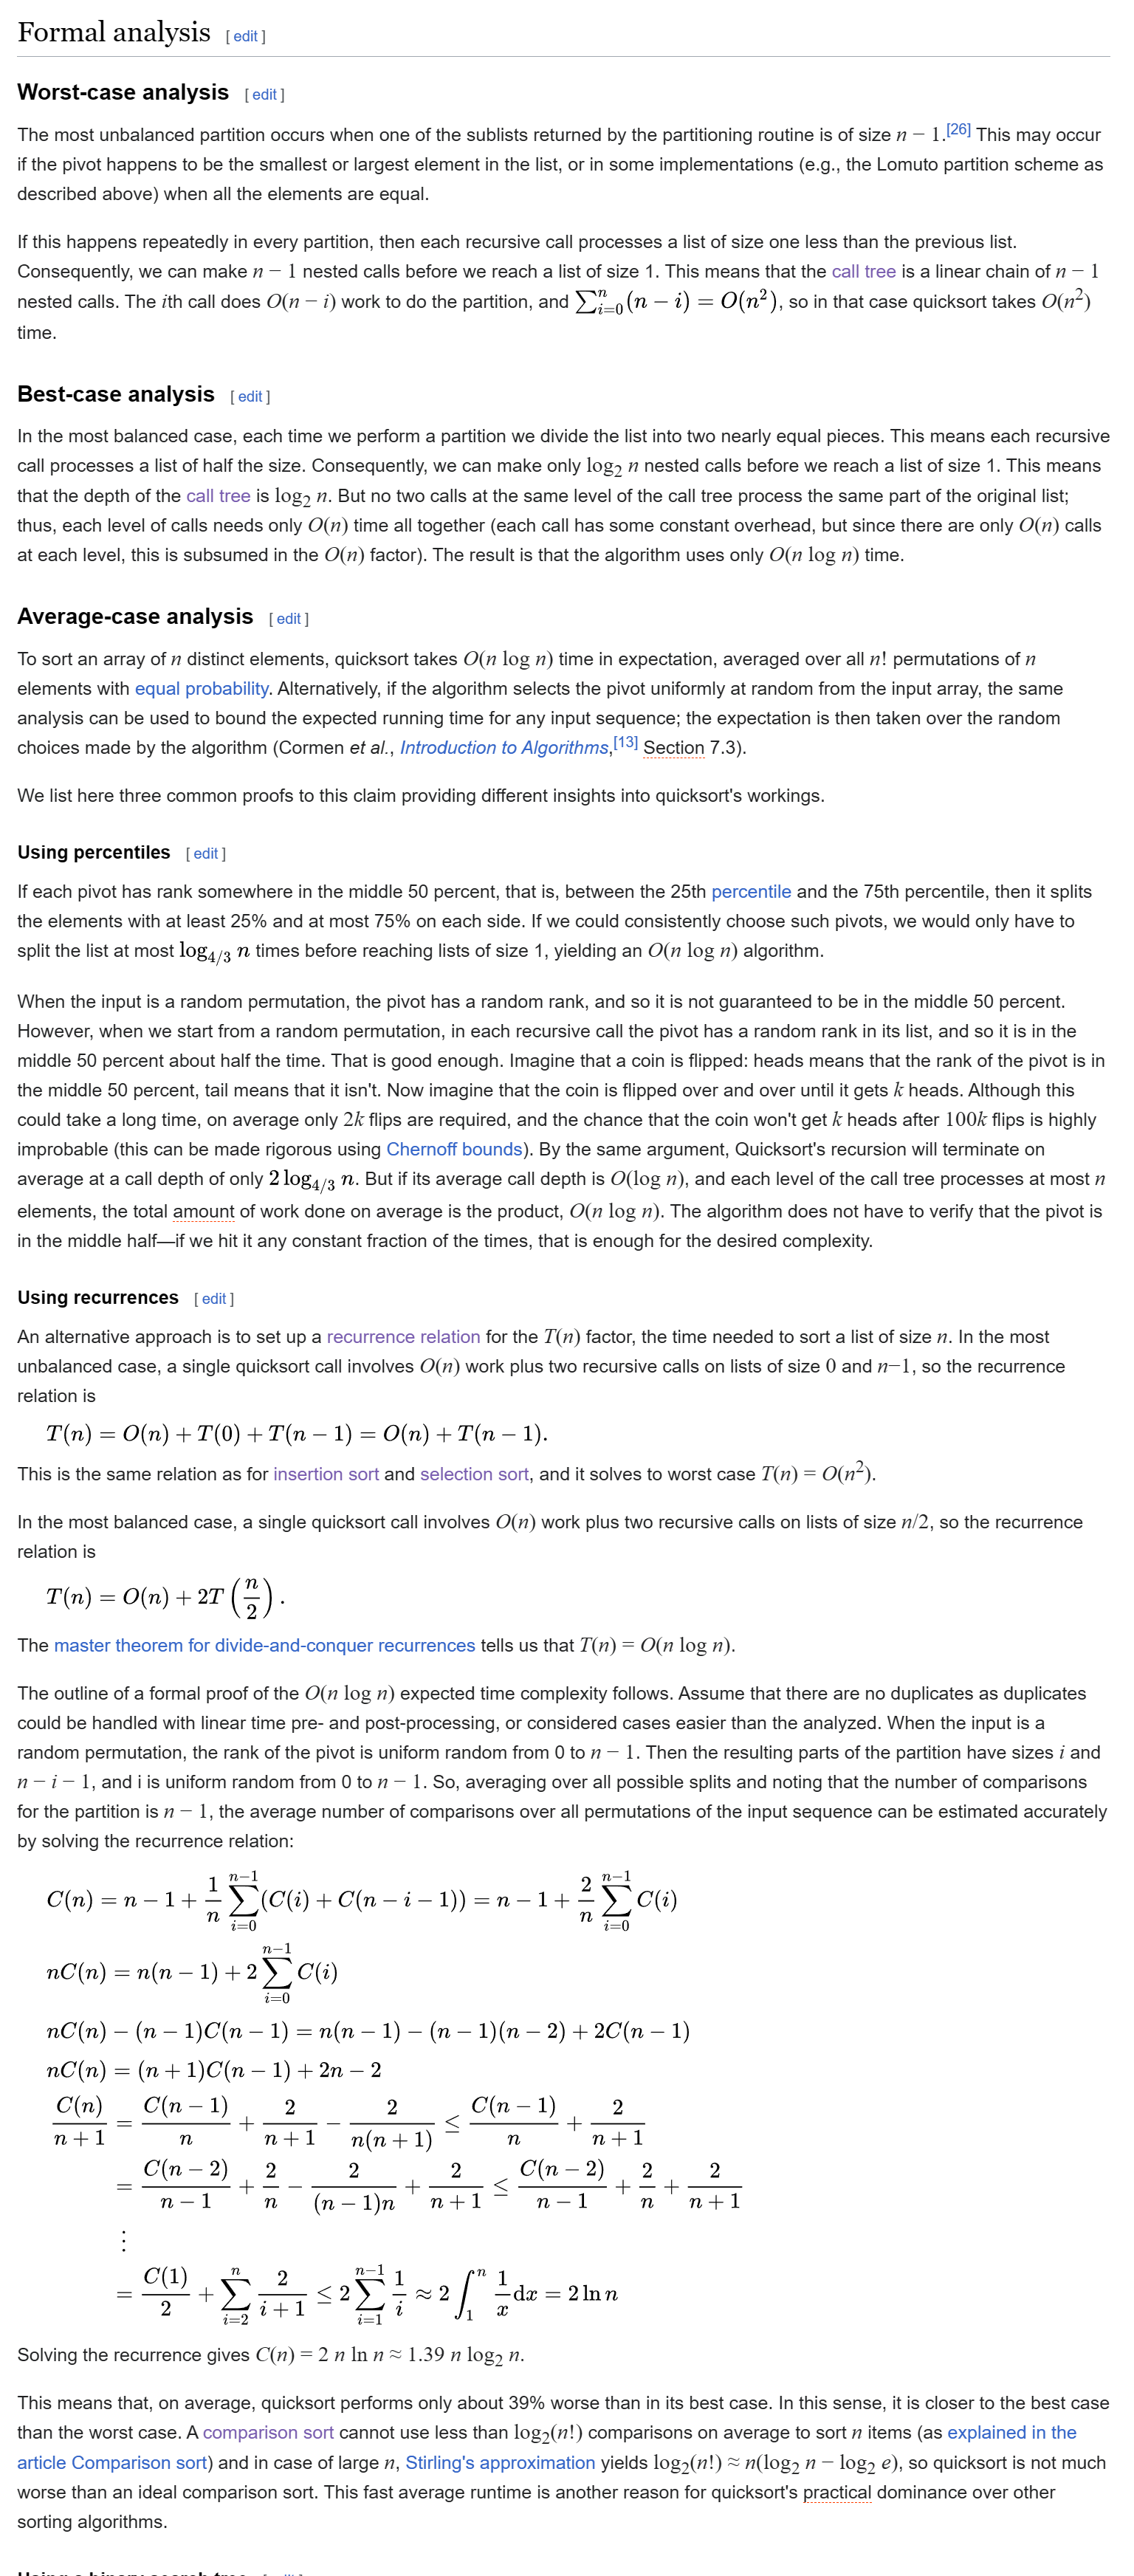 Formal analysis [ edit ]
Worst-case analysis [ edit ]
The most unbalanced partition occurs when one of the sublists returned by the partitioning routine is of size n − 1.[26] This may occur
if the pivot happens to be the smallest or largest element in the list, or in some implementations (e.g., the Lomuto partition scheme as
described above) when all the elements are equal.
If this happens repeatedly in every partition, then each recursive call processes a list of size one less than the previous list.
Consequently, we can make n − 1 nested calls before we reach a list of size 1. This means that the call tree is a linear chain of n − 1
nested calls. The ith call does O(n − i) work to do the partition, and ∑_{i=0}^{n}(n − i) = O(n²), so in that case quicksort takes O(n²)
time.
Best-case analysis [ edit ]
In the most balanced case, each time we perform a partition we divide the list into two nearly equal pieces. This means each recursive
call processes a list of half the size. Consequently, we can make only log₂ n nested calls before we reach a list of size 1. This means
that the depth of the call tree is log₂ n. But no two calls at the same level of the call tree process the same part of the original list;
thus, each level of calls needs only O(n) time all together (each call has some constant overhead, but since there are only O(n) calls
at each level, this is subsumed in the O(n) factor). The result is that the algorithm uses only O(n log n) time.
Average-case analysis [ edit ]
To sort an array of n distinct elements, quicksort takes O(n log n) time in expectation, averaged over all n! permutations of n
elements with equal probability. Alternatively, if the algorithm selects the pivot uniformly at random from the input array, the same
analysis can be used to bound the expected running time for any input sequence; the expectation is then taken over the random
choices made by the algorithm (Cormen et al., Introduction to Algorithms,[13] Section 7.3).
We list here three common proofs to this claim providing different insights into quicksort's workings.
Using percentiles [ edit ]
If each pivot has rank somewhere in the middle 50 percent, that is, between the 25th percentile and the 75th percentile, then it splits
the elements with at least 25% and at most 75% on each side. If we could consistently choose such pivots, we would only have to
split the list at most log_{4/3} n times before reaching lists of size 1, yielding an O(n log n) algorithm.
When the input is a random permutation, the pivot has a random rank, and so it is not guaranteed to be in the middle 50 percent.
However, when we start from a random permutation, in each recursive call the pivot has a random rank in its list, and so it is in the
middle 50 percent about half the time. That is good enough. Imagine that a coin is flipped: heads means that the rank of the pivot is in
the middle 50 percent, tail means that it isn't. Now imagine that the coin is flipped over and over until it gets k heads. Although this
could take a long time, on average only 2k flips are required, and the chance that the coin won't get k heads after 100k flips is highly
improbable (this can be made rigorous using Chernoff bounds). By the same argument, Quicksort's recursion will terminate on
average at a call depth of only 2 log_{4/3} n. But if its average call depth is O(log n), and each level of the call tree processes at most n
elements, the total amount of work done on average is the product, O(n log n). The algorithm does not have to verify that the pivot is
in the middle half—if we hit it any constant fraction of the times, that is enough for the desired complexity.
Using recurrences [ edit ]
An alternative approach is to set up a recurrence relation for the T(n) factor, the time needed to sort a list of size n. In the most
unbalanced case, a single quicksort call involves O(n) work plus two recursive calls on lists of size 0 and n−1, so the recurrence
relation is
T(n) = O(n) + T(0) + T(n − 1) = O(n) + T(n − 1).
This is the same relation as for insertion sort and selection sort, and it solves to worst case T(n) = O(n²).
In the most balanced case, a single quicksort call involves O(n) work plus two recursive calls on lists of size n/2, so the recurrence
relation is
T(n) = O(n) + 2T(n/2).
The master theorem for divide-and-conquer recurrences tells us that T(n) = O(n log n).
The outline of a formal proof of the O(n log n) expected time complexity follows. Assume that there are no duplicates as duplicates
could be handled with linear time pre- and post-processing, or considered cases easier than the analyzed. When the input is a
random permutation, the rank of the pivot is uniform random from 0 to n − 1. Then the resulting parts of the partition have sizes i and
n − i − 1, and i is uniform random from 0 to n − 1. So, averaging over all possible splits and noting that the number of comparisons
for the partition is n − 1, the average number of comparisons over all permutations of the input sequence can be estimated accurately
by solving the recurrence relation:
C(n) = n − 1 + 1/n ∑_{i=0}^{n−1}(C(i) + C(n − i − 1)) = n − 1 + 2/n ∑_{i=0}^{n−1} C(i)
nC(n) = n(n − 1) + 2 ∑_{i=0}^{n−1} C(i)
nC(n) − (n − 1)C(n − 1) = n(n − 1) − (n − 1)(n − 2) + 2C(n − 1)
nC(n) = (n + 1)C(n − 1) + 2n − 2
C(n)/(n + 1) = C(n − 1)/n + 2/(n + 1) − 2/(n(n + 1)) ≤ C(n − 1)/n + 2/(n + 1)
= C(n − 2)/(n − 1) + 2/n − 2/((n − 1)n) + 2/(n + 1) ≤ C(n − 2)/(n − 1) + 2/n + 2/(n + 1)
⋮
= C(1)/2 + ∑_{i=2}^{n} 2/(i + 1) ≤ 2 ∑_{i=1}^{n−1} 1/i ≈ 2 ∫_1^n 1/x dx = 2 ln n
Solving the recurrence gives C(n) = 2 n ln n ≈ 1.39 n log₂ n.
This means that, on average, quicksort performs only about 39% worse than in its best case. In this sense, it is closer to the best case
than the worst case. A comparison sort cannot use less than log₂(n!) comparisons on average to sort n items (as explained in the
article Comparison sort) and in case of large n, Stirling's approximation yields log₂(n!) ≈ n(log₂ n − log₂ e), so quicksort is not much
worse than an ideal comparison sort. This fast average runtime is another reason for quicksort's practical dominance over other
sorting algorithms.